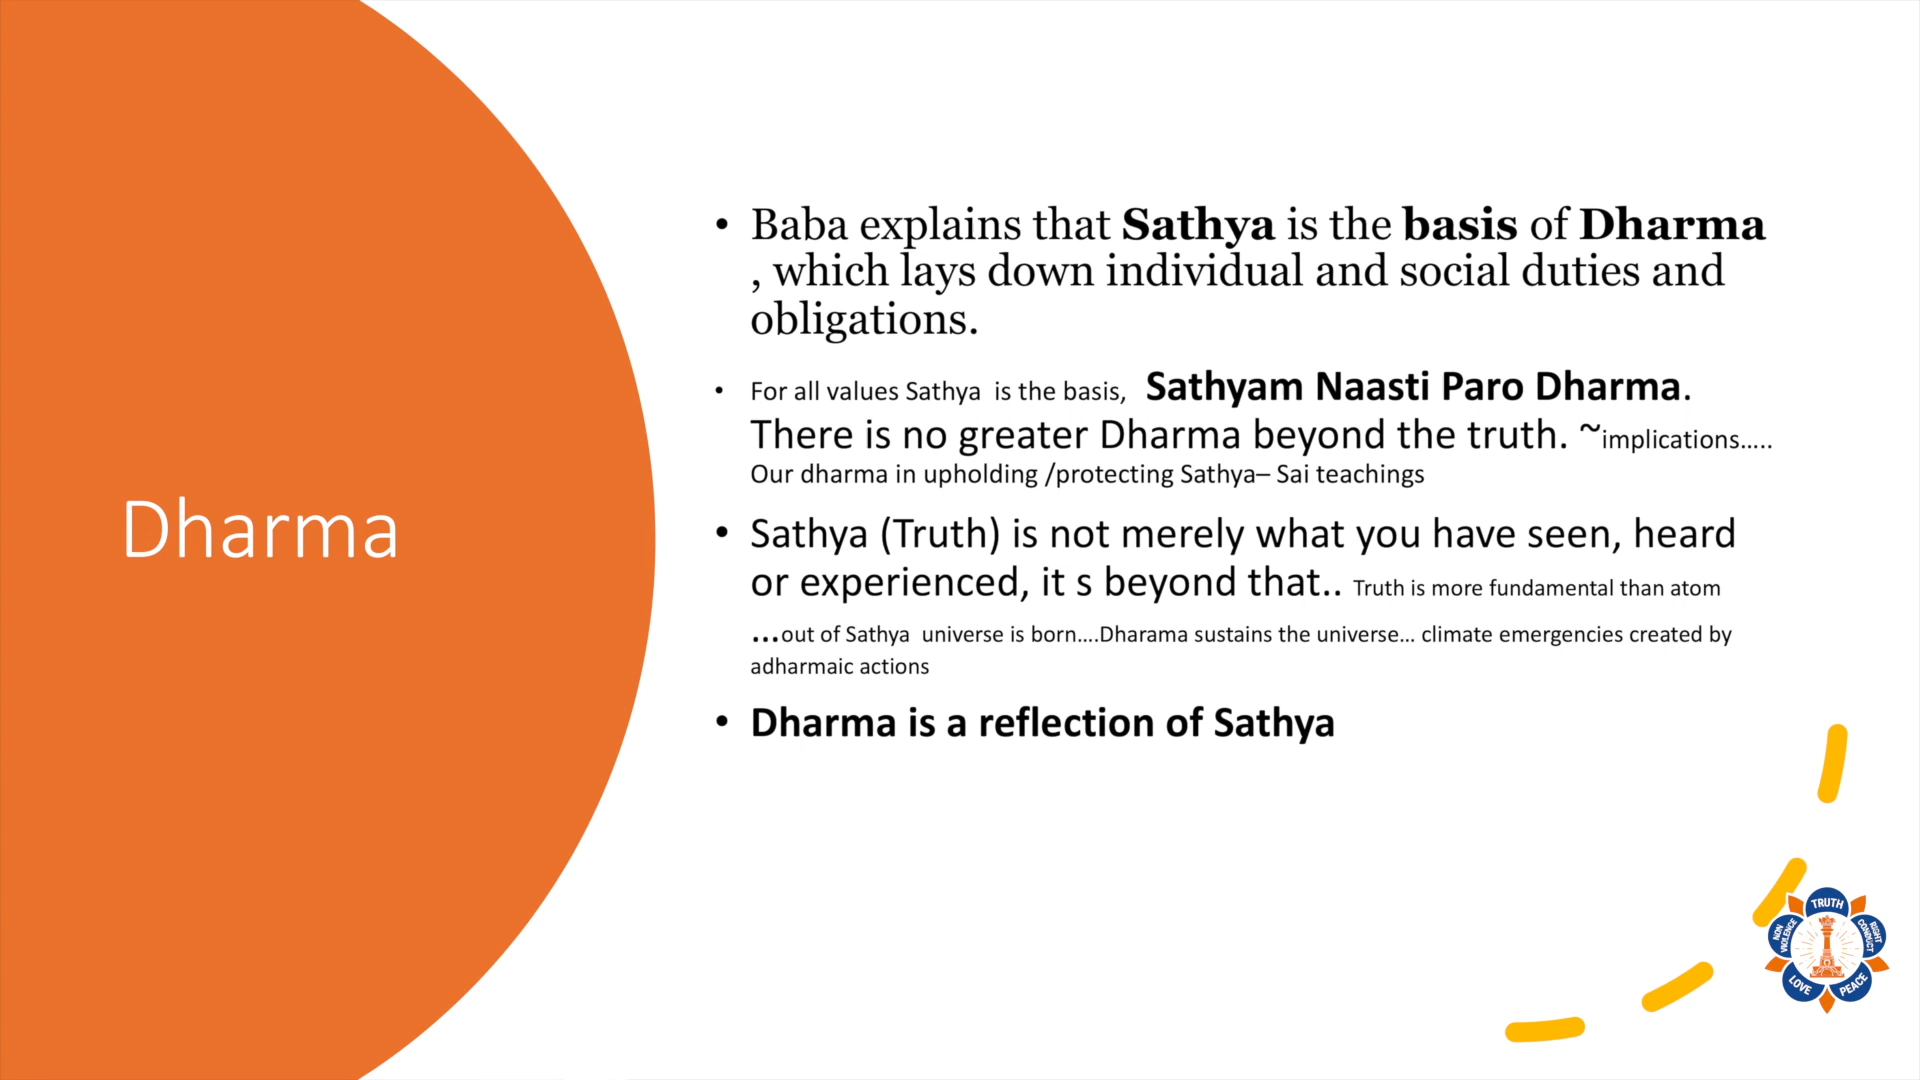 Dharma
• Baba explains that Sathya is the basis of Dharma
, which lays down individual and social duties and
obligations.
• For all values Sathya is the basis, Sathyam Naasti Paro Dharma.
There is no greater Dharma beyond the truth. ~implications.....
Our dharma in upholding /protecting Sathya– Sai teachings
• Sathya (Truth) is not merely what you have seen, heard
or experienced, it s beyond that.. Truth is more fundamental than atom
...out of Sathya universe is born....Dharama sustains the universe... climate emergencies created by
adharmaic actions
• Dharma is a reflection of Sathya
TRUTH
NON
VIOLENCE
RIGHT
CONDUCT
LOVE
PEACE